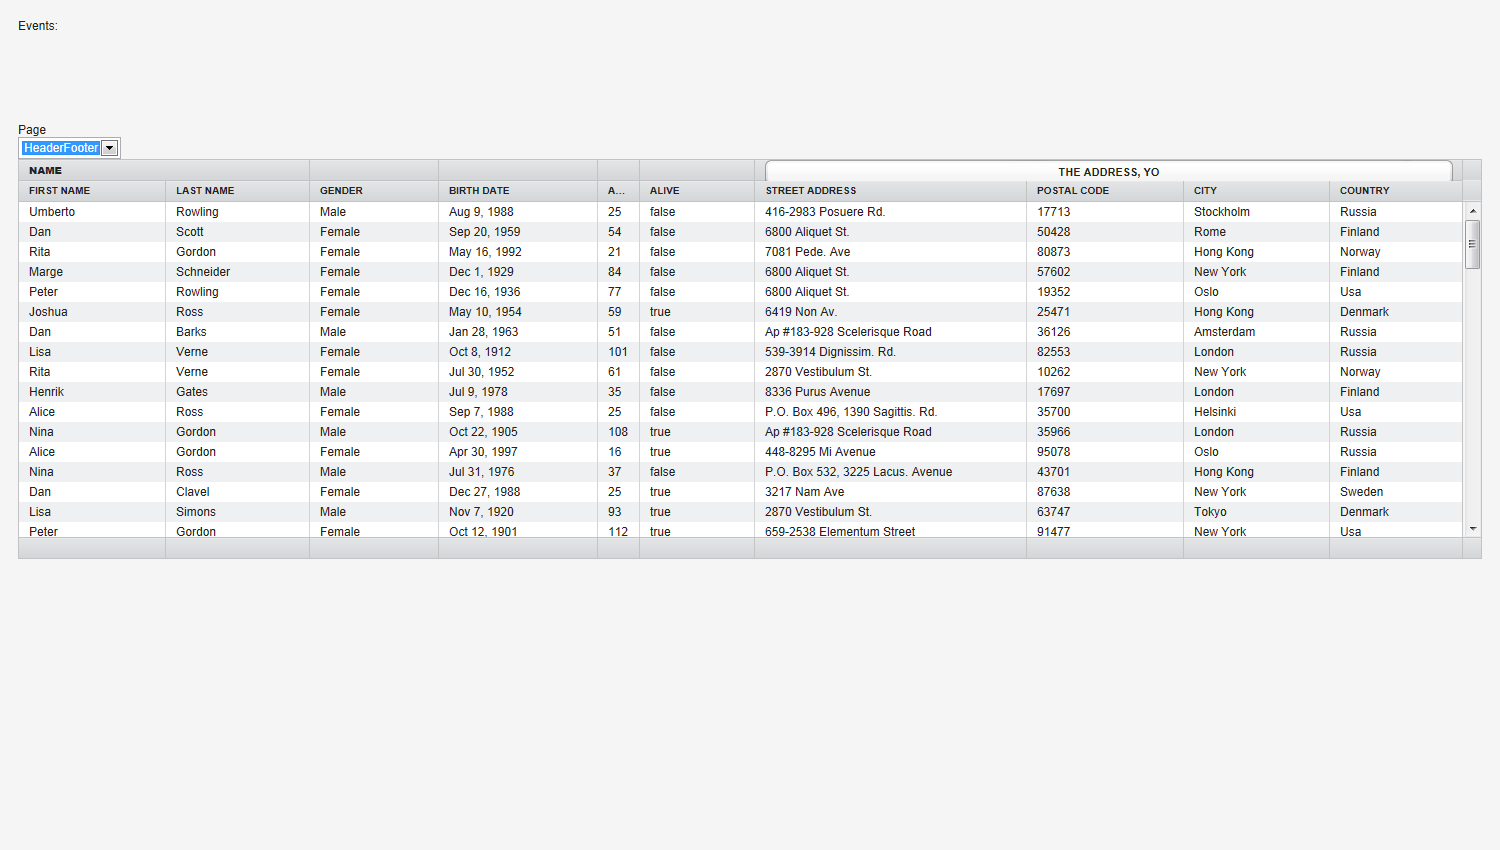 Events:
Page
HeaderFooter
NAME THE ADDRESS, YO
FIRST NAME LAST NAME GENDER BIRTH DATE A... ALIVE STREET ADDRESS POSTAL CODE CITY COUNTRY
Umberto Rowling Male Aug 9, 1988 25 false 416-2983 Posuere Rd. 17713 Stockholm Russia
Dan Scott Female Sep 20, 1959 54 false 6800 Aliquet St. 50428 Rome Finland
Rita Gordon Female May 16, 1992 21 false 7081 Pede. Ave 80873 Hong Kong Norway
Marge Schneider Female Dec 1, 1929 84 false 6800 Aliquet St. 57602 New York Finland
Peter Rowling Female Dec 16, 1936 77 false 6800 Aliquet St. 19352 Oslo Usa
Joshua Ross Female May 10, 1954 59 true 6419 Non Av. 25471 Hong Kong Denmark
Dan Barks Male Jan 28, 1963 51 false Ap #183-928 Scelerisque Road 36126 Amsterdam Russia
Lisa Verne Female Oct 8, 1912 101 false 539-3914 Dignissim. Rd. 82553 London Russia
Rita Verne Female Jul 30, 1952 61 false 2870 Vestibulum St. 10262 New York Norway
Henrik Gates Male Jul 9, 1978 35 false 8336 Purus Avenue 17697 London Finland
Alice Ross Female Sep 7, 1988 25 false P.O. Box 496, 1390 Sagittis. Rd. 35700 Helsinki Usa
Nina Gordon Male Oct 22, 1905 108 true Ap #183-928 Scelerisque Road 35966 London Russia
Alice Gordon Female Apr 30, 1997 16 true 448-8295 Mi Avenue 95078 Oslo Russia
Nina Ross Male Jul 31, 1976 37 false P.O. Box 532, 3225 Lacus. Avenue 43701 Hong Kong Finland
Dan Clavel Female Dec 27, 1988 25 true 3217 Nam Ave 87638 New York Sweden
Lisa Simons Male Nov 7, 1920 93 true 2870 Vestibulum St. 63747 Tokyo Denmark
Peter Gordon Female Oct 12, 1901 112 true 659-2538 Elementum Street 91477 New York Usa